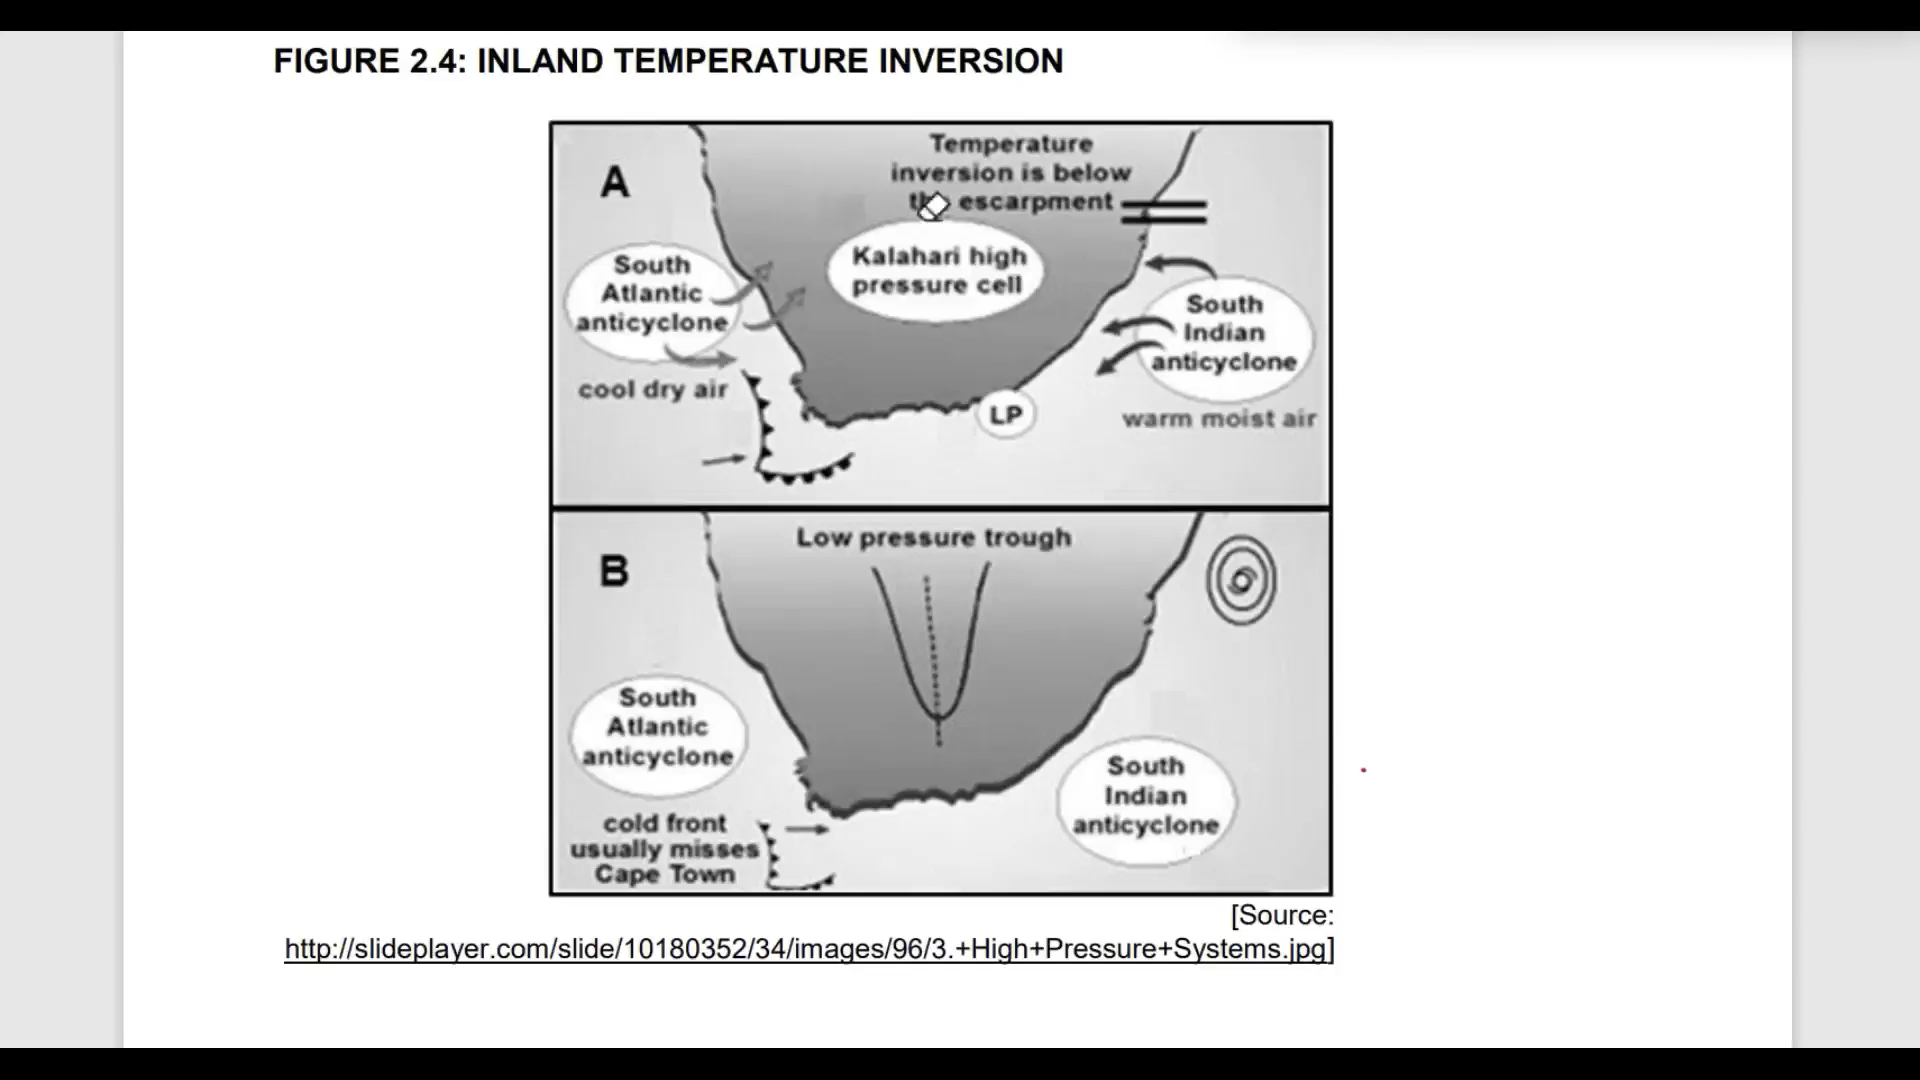 FIGURE 2.4: INLAND TEMPERATURE INVERSION
A
Temperature
inversion is below
escarpment
South
Atlantic
anticyclone
Kalahari high
pressure cell
South
Indian
anticyclone
cool dry air
LP
warm moist air
B
Low pressure trough
South
Atlantic
anticyclone
South
Indian
anticyclone
cold front
usually misses
Cape Town
[Source:
http://slideplayer.com/slide/10180352/34/images/96/3.+High+Pressure+Systems.jpg]